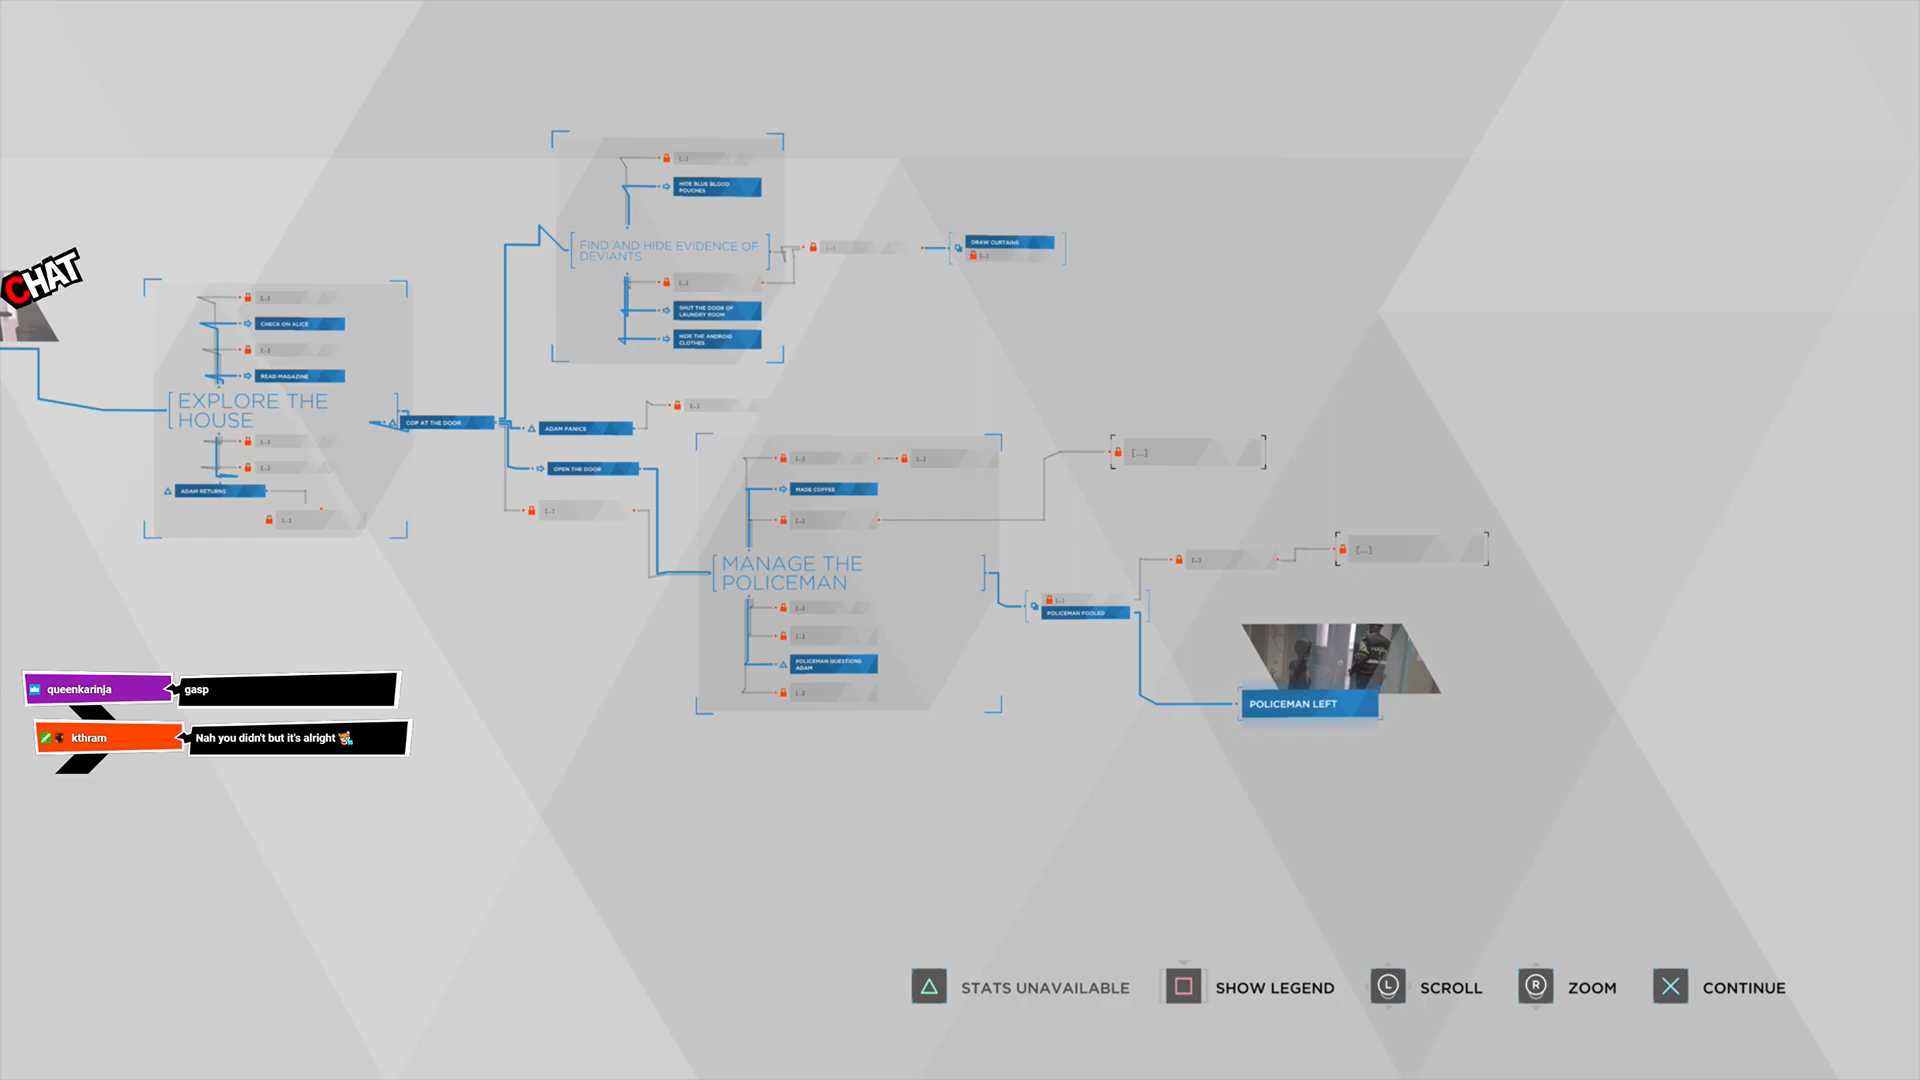 CHAT
[...]
CHECK ON ALICE
[...]
READ MAGAZINE
EXPLORE THE
HOUSE
[...]
[...]
ADAM RETURNS
[...]
COP AT THE DOOR
[...]
HIDE BLUE BLOOD
POUCHES
FIND AND HIDE EVIDENCE OF
DEVIANTS
[...]
SHUT THE DOOR OF
LAUNDRY ROOM
HIDE THE ANDROID
CLOTHES
[...]
DRAW CURTAINS
[...]
ADAM PANICS
[...]
OPEN THE DOOR
[...]
[...]
[...]
MADE COFFEE
[...]
MANAGE THE
POLICEMAN
[...]
[...]
POLICEMAN QUESTIONS
ADAM
[...]
[...]
[...]
POLICEMAN FOOLED
[...]
[...]
POLICEMAN LEFT
queenkarinja
gasp
kthram
Nah you didn't but it's alright
STATS UNAVAILABLE
SHOW LEGEND
L
SCROLL
R
ZOOM
CONTINUE